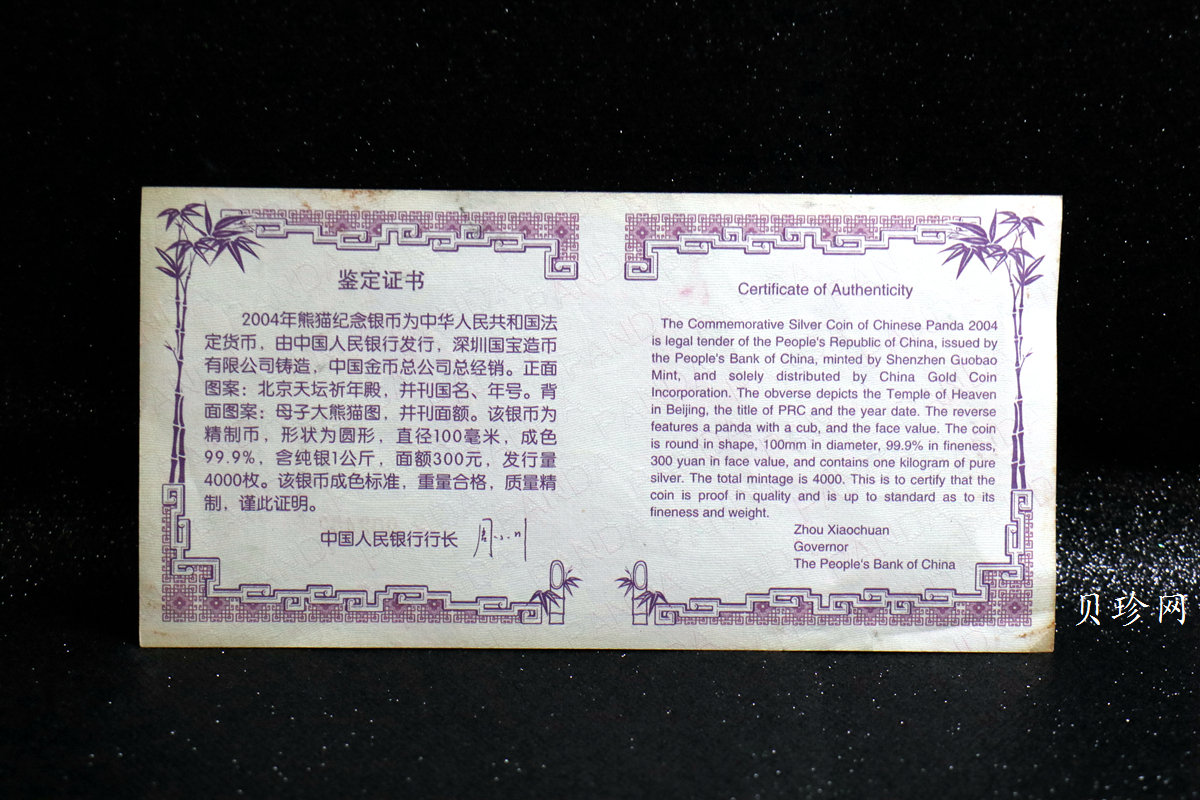 鉴定证书
2004年熊猫纪念银币为中华人民共和国法
定货币，由中国人民银行发行，深圳国宝造币
有限公司铸造，中国金币总公司总经销。正面
图案：北京天坛祈年殿，并刊国名、年号。背
面图案：母子大熊猫图，并刊面额。该银币为
精制币，形状为圆形，直径100毫米，成色
99.9%，含纯银1公斤，面额300元，发行量
4000枚。该银币成色标准，重量合格，质量精
制，谨此证明。
中国人民银行行长
Certificate of Authenticity
The Commemorative Silver Coin of Chinese Panda 2004
is legal tender of the People's Republic of China, issued by
the People's Bank of China, minted by Shenzhen Guobao
Mint, and solely distributed by China Gold Coin
Incorporation. The obverse depicts the Temple of Heaven
in Beijing, the title of PRC and the year date. The reverse
features a panda with a cub, and the face value. The coin
is round in shape, 100mm in diameter, 99.9% in fineness,
300 yuan in face value, and contains one kilogram of pure
silver. The total mintage is 4000. This is to certify that the
coin is proof in quality and is up to standard as to its
fineness and weight.
Zhou Xiaochuan
Governor
The People's Bank of China
贝珍网